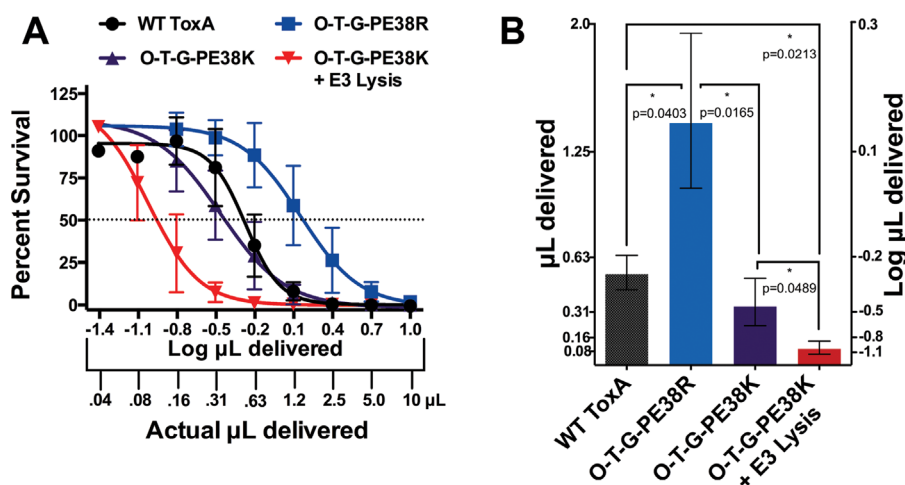 A
WT ToxA
O-T-G-PE38R
O-T-G-PE38K
O-T-G-PE38K
+ E3 Lysis
Percent Survival
125
100
75
50
25
0
-1.4 -1.1 -0.8 -0.5 -0.2 0.1 0.4 0.7 1.0
Log µL delivered
.04 .08 .16 .31 .63 1.2 2.5 5.0 10 µL
Actual µL delivered
B
µL delivered
2.0
1.25
0.63
0.31
0.16
0.08
*
p=0.0213
*
p=0.0403
*
p=0.0165
*
p=0.0489
0.3
0.1
-0.2
-0.5
-0.8
-1.1
Log µL delivered
WT ToxA
O-T-G-PE38R
O-T-G-PE38K
O-T-G-PE38K
+ E3 Lysis